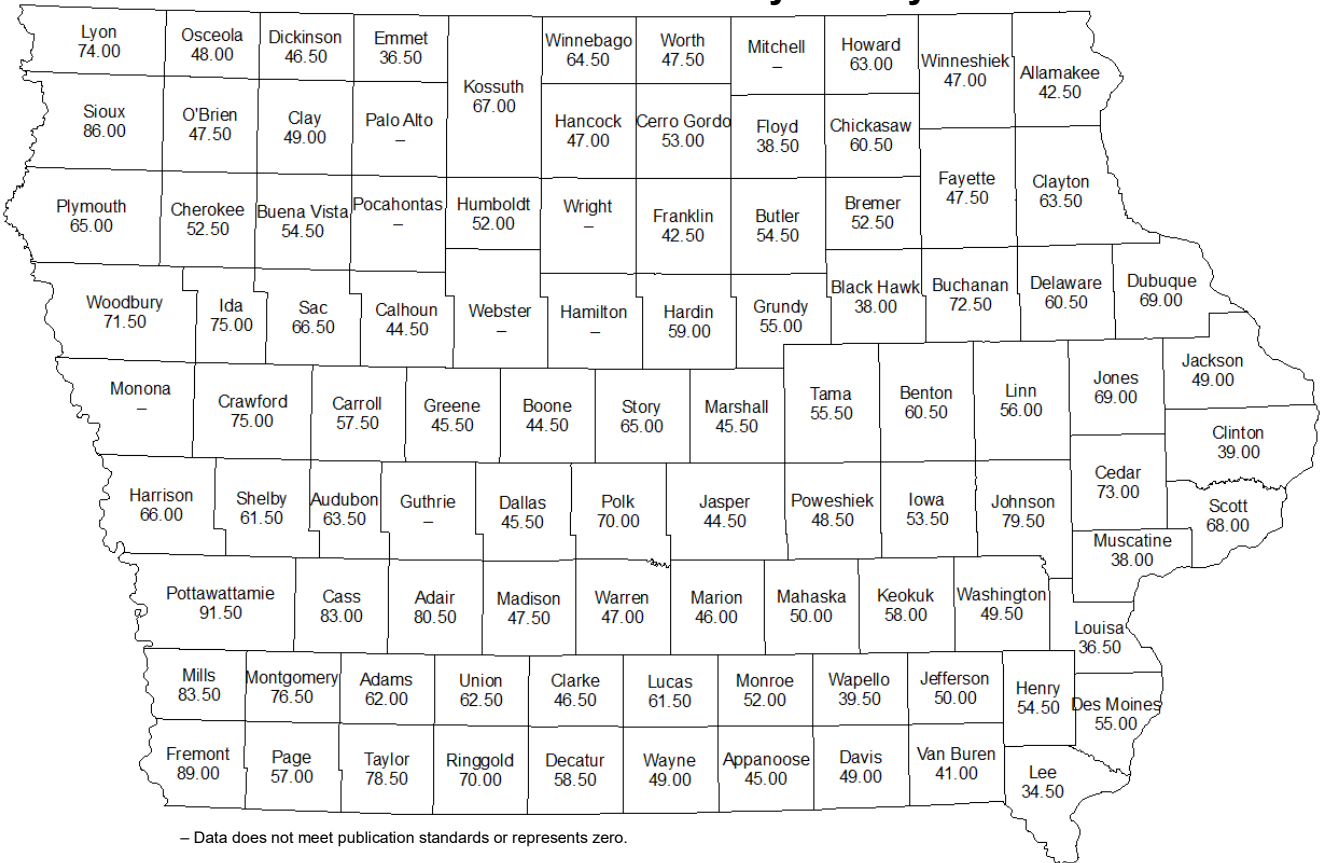 Lyon
74.00
Osceola
48.00
Dickinson
46.50
Emmet
36.50
Kossuth
67.00
Winnebago
64.50
Worth
47.50
Mitchell
–
Howard
63.00
Winneshiek
47.00
Allamakee
42.50
Sioux
86.00
O'Brien
47.50
Clay
49.00
Palo Alto
–
Hancock
47.00
Cerro Gordo
53.00
Floyd
38.50
Chickasaw
60.50
Fayette
47.50
Clayton
63.50
Plymouth
65.00
Cherokee
52.50
Buena Vista
54.50
Pocahontas
–
Humboldt
52.00
Wright
–
Franklin
42.50
Butler
54.50
Bremer
52.50
Woodbury
71.50
Ida
75.00
Sac
66.50
Calhoun
44.50
Webster
–
Hamilton
–
Hardin
59.00
Grundy
55.00
Black Hawk
38.00
Buchanan
72.50
Delaware
60.50
Dubuque
69.00
Monona
–
Crawford
75.00
Carroll
57.50
Greene
45.50
Boone
44.50
Story
65.00
Marshall
45.50
Tama
55.50
Benton
60.50
Linn
56.00
Jones
69.00
Jackson
49.00
Clinton
39.00
Harrison
66.00
Shelby
61.50
Audubon
63.50
Guthrie
–
Dallas
45.50
Polk
70.00
Jasper
44.50
Poweshiek
48.50
Iowa
53.50
Johnson
79.50
Cedar
73.00
Scott
68.00
Muscatine
38.00
Pottawattamie
91.50
Cass
83.00
Adair
80.50
Madison
47.50
Warren
47.00
Marion
46.00
Mahaska
50.00
Keokuk
58.00
Washington
49.50
Louisa
36.50
Mills
83.50
Montgomery
76.50
Adams
62.00
Union
62.50
Clarke
46.50
Lucas
61.50
Monroe
52.00
Wapello
39.50
Jefferson
50.00
Henry
54.50
Des Moines
55.00
Fremont
89.00
Page
57.00
Taylor
78.50
Ringgold
70.00
Decatur
58.50
Wayne
49.00
Appanoose
45.00
Davis
49.00
Van Buren
41.00
Lee
34.50
– Data does not meet publication standards or represents zero.